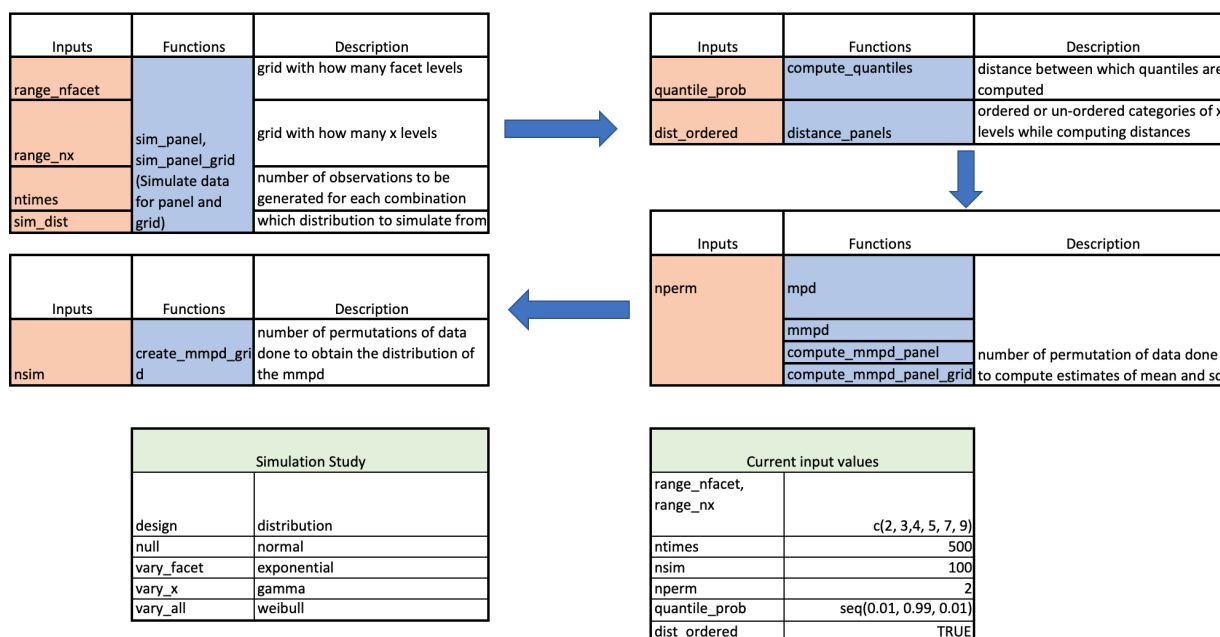 Inputs Functions Description
range_nfacet
grid with how many facet levels
range_nx
grid with how many x levels
sim_panel,
sim_panel_grid
(Simulate data
for panel and
grid)
ntimes
number of observations to be
generated for each combination
sim_dist
which distribution to simulate from
Inputs Functions Description
quantile_prob
compute_quantiles
distance between which quantiles are
computed
dist_ordered
distance_panels
ordered or un-ordered categories of x
levels while computing distances
Inputs Functions Description
nperm
mpd
mmpd
compute_mmpd_panel
compute_mmpd_panel_grid
number of permutation of data done
to compute estimates of mean and
Inputs Functions Description
nsim
create_mmpd_gri
d
number of permutations of data
done to obtain the distribution of
the mmpd
Simulation Study
design distribution
null normal
vary_facet exponential
vary_x gamma
vary_all weibull
Current input values
range_nfacet,
range_nx
c(2, 3,4, 5, 7, 9)
ntimes 500
nsim 100
nperm 2
quantile_prob seq(0.01, 0.99, 0.01)
dist_ordered TRUE